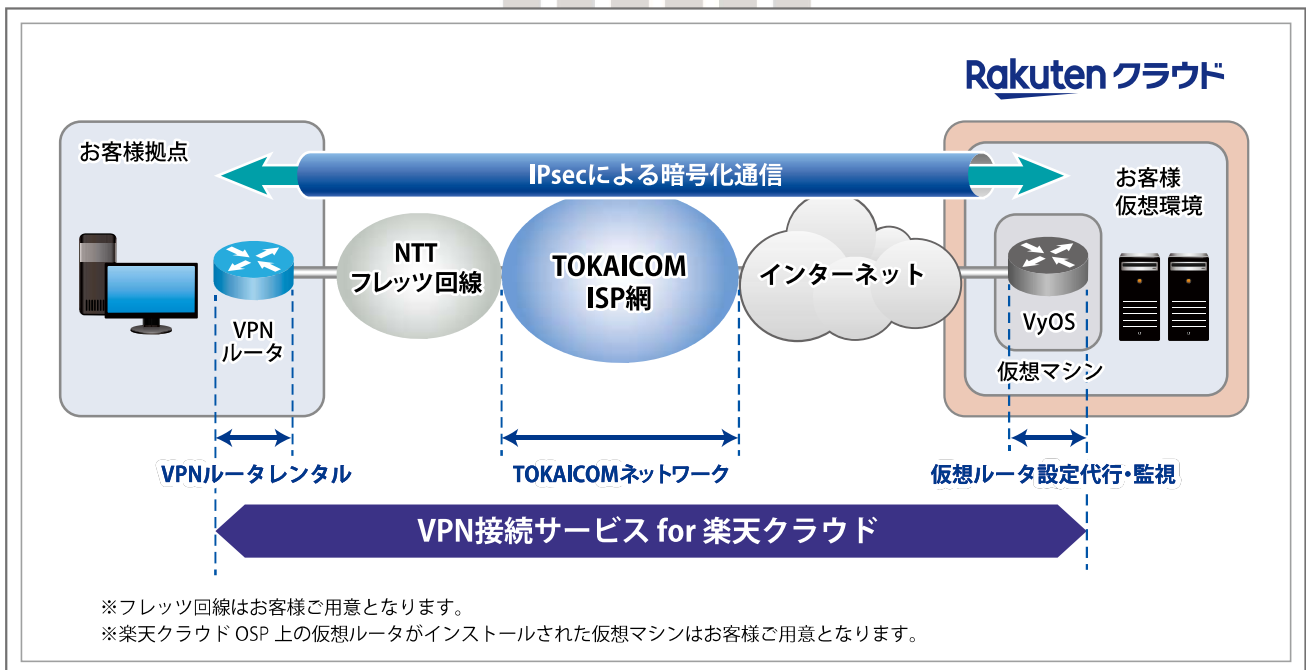 Rakuten クラウド
お客様拠点
IPsecによる暗号化通信
お客様
仮想環境
NTT
フレッツ回線
TOKAICOM
ISP網
インターネット
VPN
ルータ
VyOS
仮想マシン
VPNルータレンタル
TOKAICOMネットワーク
仮想ルータ設定代行・監視
VPN接続サービス for 楽天クラウド
※フレッツ回線はお客様ご用意となります。
※楽天クラウド OSP 上の仮想ルータがインストールされた仮想マシンはお客様ご用意となります。